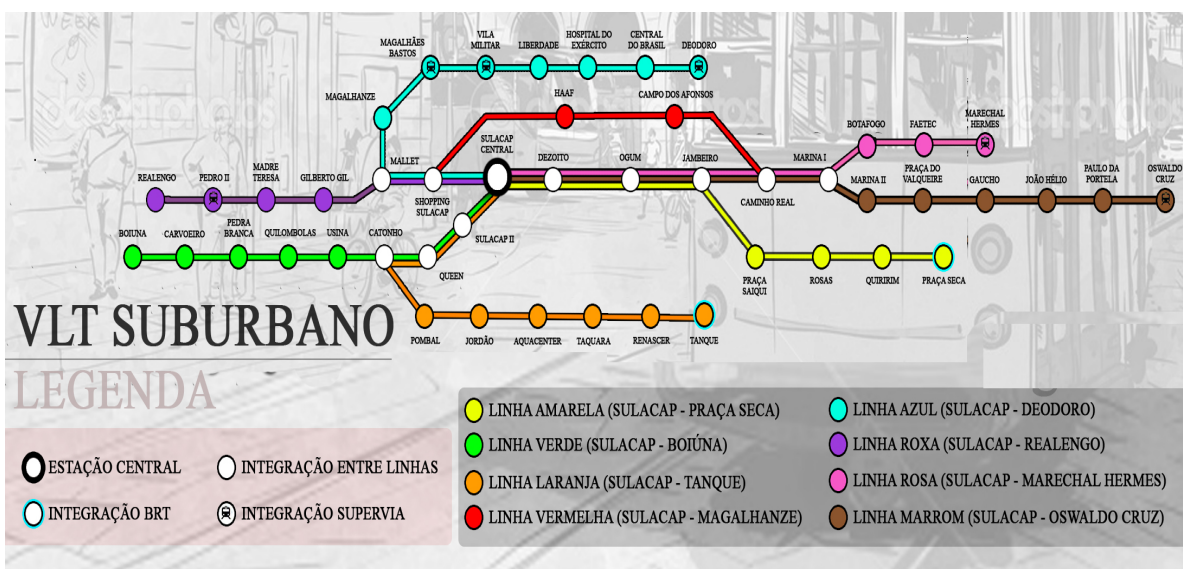 MAGALHÃES
BASTOS
VILA
MILITAR
LIBERDADE
HOSPITAL DO
EXÉRCITO
CENTRAL
DO BRASIL
DEODORO
MAGALHANZE
HAAF
CAMPO DOS AFONSOS
SULACAP
CENTRAL
MALLET
DEZOITO
OGUM
JAMBEIRO
MARINA I
BOTAFOGO
FAETEC
MARECHAL
HERMES
REALENGO
PEDRO II
MADRE
TERESA
GILBERTO GIL
SHOPPING
SULACAP
CAMINHO REAL
MARINA II
PRAÇA DO
VALQUEIRE
GAUCHO
JOÃO HÉLIO
PAULO DA
PORTELA
OSWALDO
CRUZ
BOIUNA
CARVOEIRO
PEDRA
BRANCA
QUILOMBOLAS
USINA
CATONHO
SULACAP II
QUEEN
PRAÇA
SAIQUI
ROSAS
QUIRIRIM
PRAÇA SECA
POMBAL
JORDÃO
AQUACENTER
TAQUARA
RENASCER
TANQUE
VLT SUBURBANO
LEGENDA
ESTAÇÃO CENTRAL
INTEGRAÇÃO ENTRE LINHAS
INTEGRAÇÃO BRT
INTEGRAÇÃO SUPERVIA
LINHA AMARELA (SULACAP - PRAÇA SECA)
LINHA VERDE (SULACAP - BOIÚNA)
LINHA LARANJA (SULACAP - TANQUE)
LINHA VERMELHA (SULACAP - MAGALHANZE)
LINHA AZUL (SULACAP - DEODORO)
LINHA ROXA (SULACAP - REALENGO)
LINHA ROSA (SULACAP - MARECHAL HERMES)
LINHA MARROM (SULACAP - OSWALDO CRUZ)